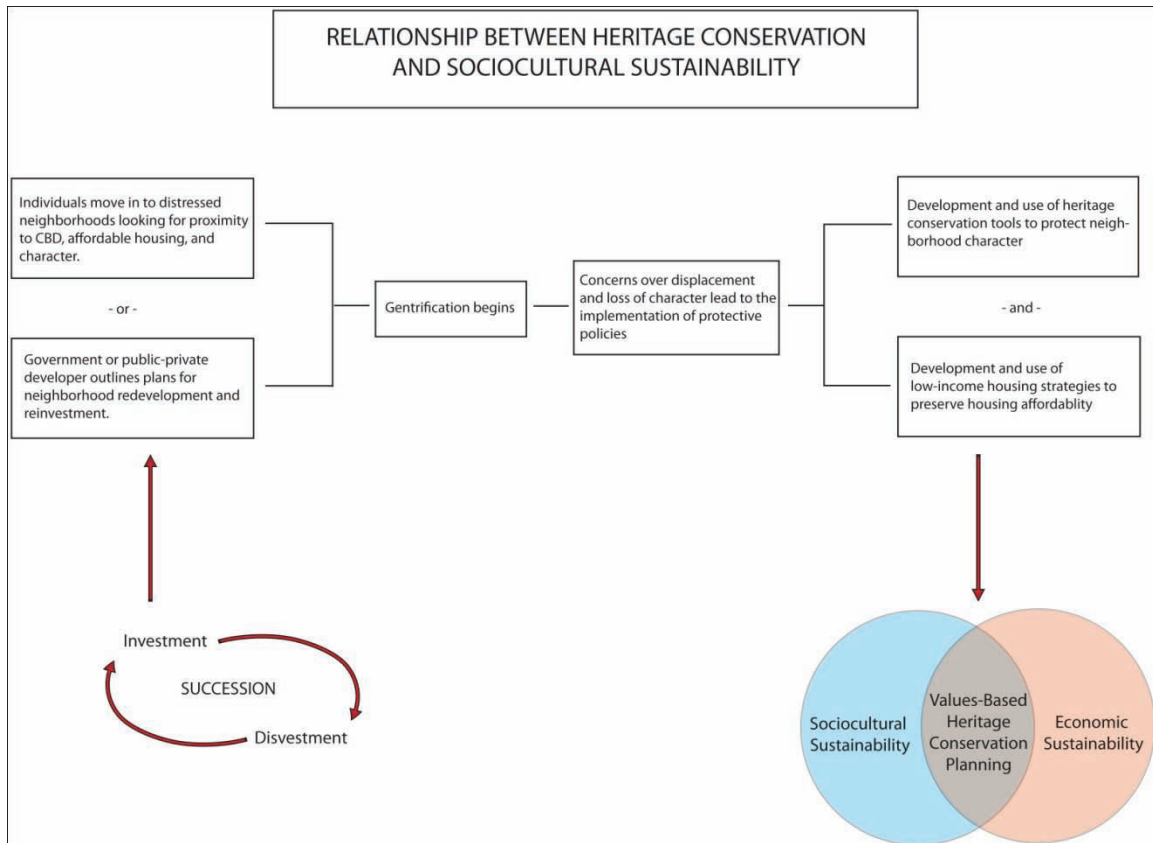 RELATIONSHIP BETWEEN HERITAGE CONSERVATION
AND SOCIOCULTURAL SUSTAINABILITY
Individuals move in to distressed
neighborhoods looking for proximity
to CBD, affordable housing, and
character.
- or -
Government or public-private
developer outlines plans for
neighborhood redevelopment and
reinvestment.
Gentrification begins
Concerns over displacement
and loss of character lead to the
implementation of protective
policies
Development and use of heritage
conservation tools to protect neigh-
borhood character
- and -
Development and use of
low-income housing strategies to
preserve housing affordablity
Investment
SUCCESSION
Disvestment
Sociocultural
Sustainability
Values-Based
Heritage
Conservation
Planning
Economic
Sustainability